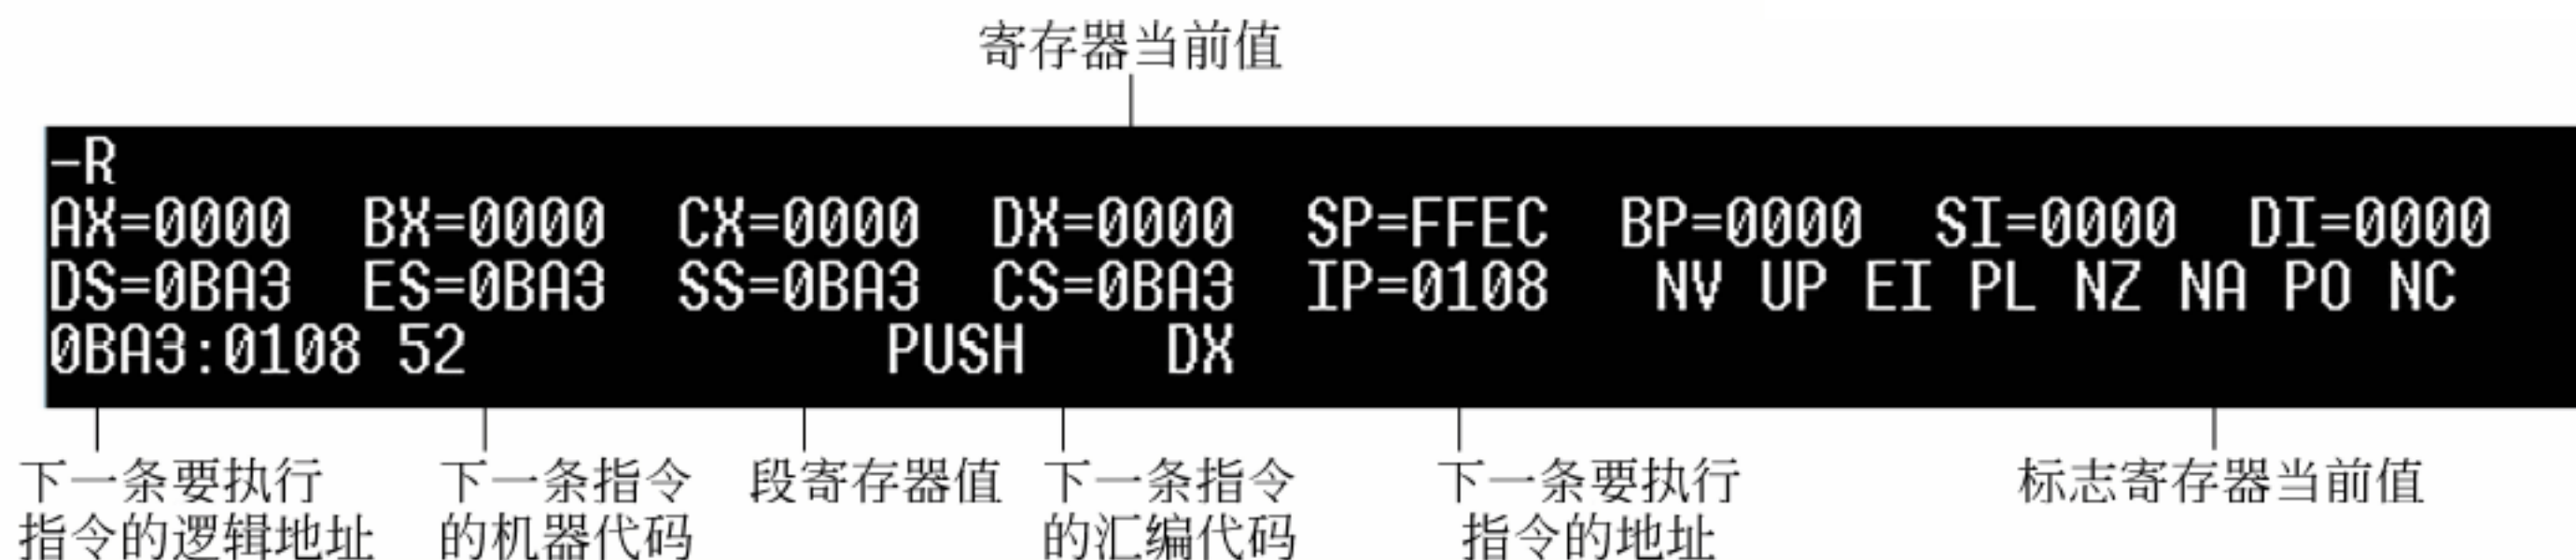 寄存器当前值
-R
AX=0000 BX=0000 CX=0000 DX=0000 SP=FFEC BP=0000 SI=0000 DI=0000
DS=0BA3 ES=0BA3 SS=0BA3 CS=0BA3 IP=0108 NV UP EI PL NZ NA PO NC
0BA3:0108 52 PUSH DX
下一条要执行
指令的逻辑地址
下一条指令
的机器代码
段寄存器值
下一条指令
的汇编代码
下一条要执行
指令的地址
标志寄存器当前值